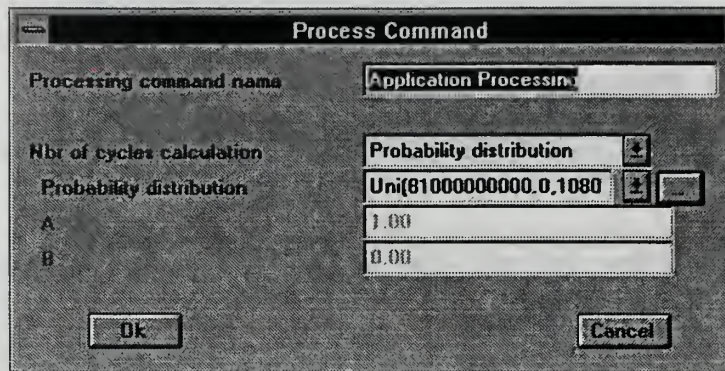 Process Command
Processing command name Application Processing
Nbr of cycles calculation Probability distribution
Probability distribution Uni(81000000000.0,1080 ...
A 1.00
B 0.00
Ok Cancel